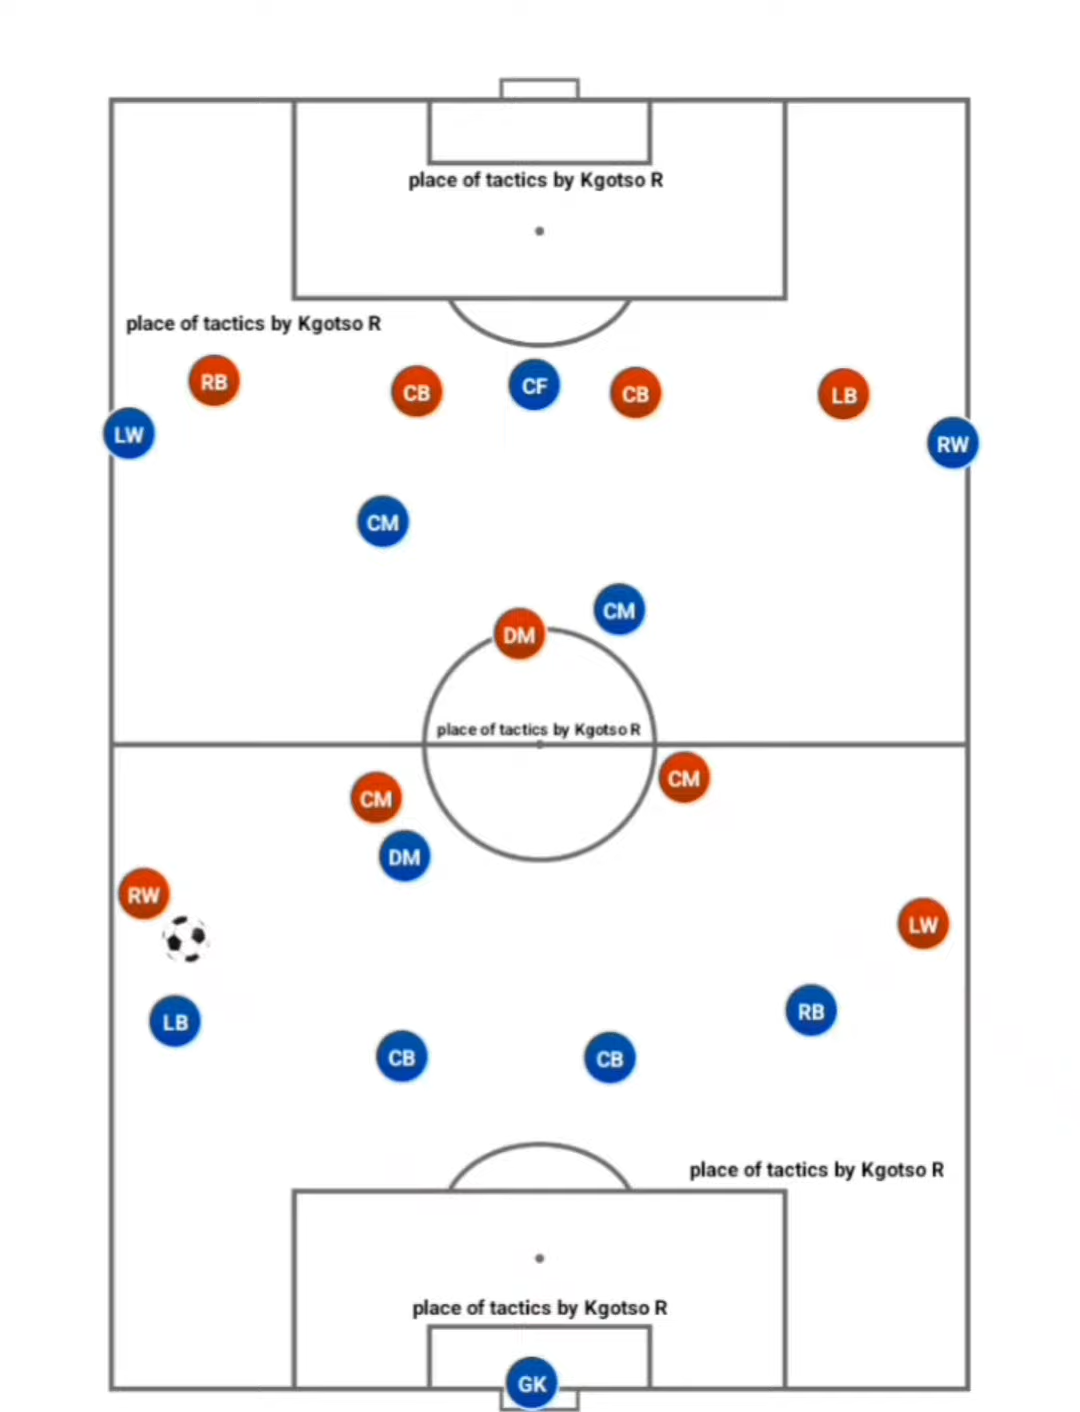 place of tactics by Kgotso R
place of tactics by Kgotso R
RB
CB
CF
CB
LB
LW
RW
CM
CM
DM
place of tactics by Kgotso R
CM
CM
DM
RW
LW
LB
RB
CB
CB
place of tactics by Kgotso R
place of tactics by Kgotso R
GK